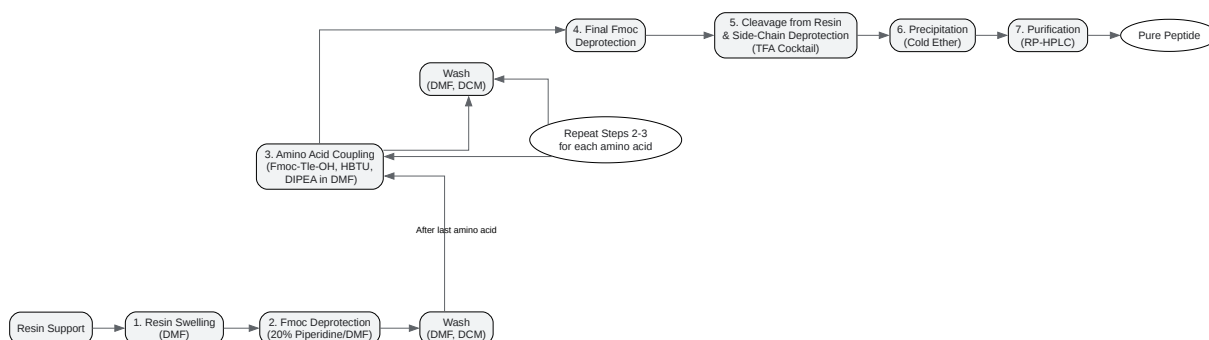 4. Final Fmoc
Deprotection
5. Cleavage from Resin
& Side-Chain Deprotection
(TFA Cocktail)
6. Precipitation
(Cold Ether)
7. Purification
(RP-HPLC)
Pure Peptide
Wash
(DMF, DCM)
Repeat Steps 2-3
for each amino acid
3. Amino Acid Coupling
(Fmoc-Tle-OH, HBTU,
DIPEA in DMF)
After last amino acid
Resin Support
1. Resin Swelling
(DMF)
2. Fmoc Deprotection
(20% Piperidine/DMF)
Wash
(DMF, DCM)